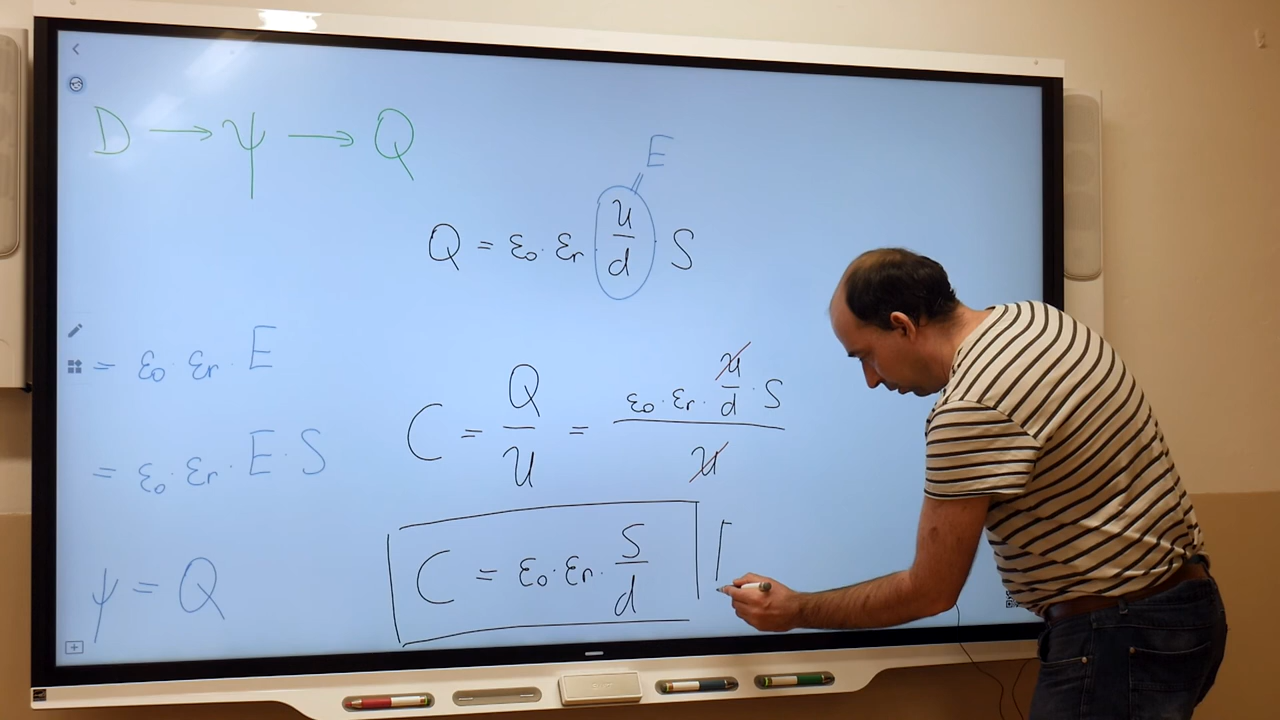 D → ψ → Q
E
Q = ε₀ · εᵣ · U/d S
= ε₀ · εᵣ · E
C = Q/U = (ε₀ · εᵣ · U/d · S)/U
= ε₀ · εᵣ · E · S
C = ε₀ · εᵣ · S/d [
ψ = Q